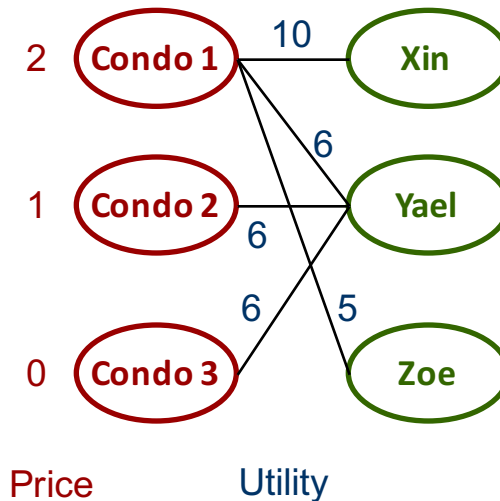 2 Condo 1 10 Xin
6
1 Condo 2 6 Yael
6 5
0 Condo 3 Zoe
Price Utility